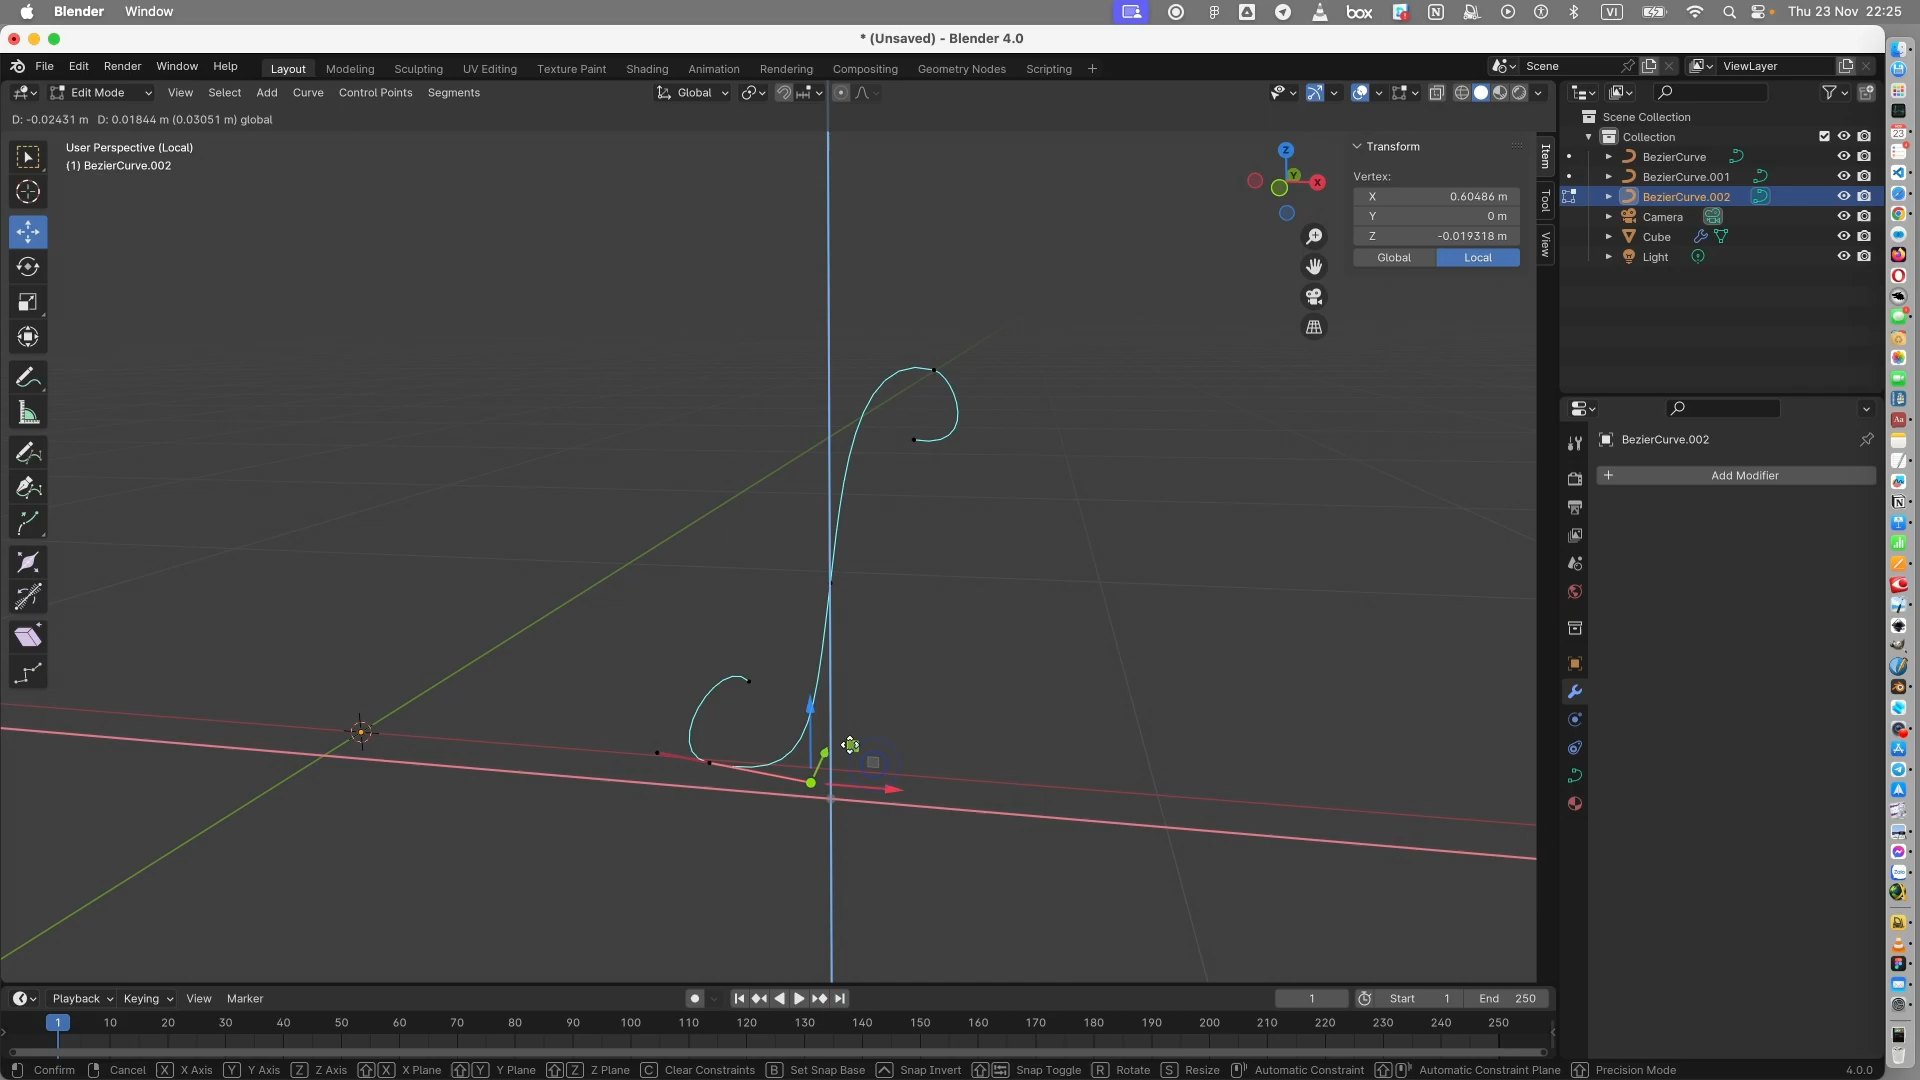 Blender Window box VI Thu 23 Nov 22:25
* (Unsaved) - Blender 4.0
File Edit Render Window Help Layout Modeling Sculpting UV Editing Texture Paint Shading Animation Rendering Compositing Geometry Nodes Scripting + Scene ViewLayer
Edit Mode View Select Add Curve Control Points Segments Global
D: -0.02431 m D: 0.01844 m (0.03051 m) global
User Perspective (Local)
(1) BezierCurve.002
Z
Y
X
Transform
Vertex:
X 0.60486 m
Y 0 m
Z -0.019318 m
Global Local
Item
Tool
View
Scene Collection
Collection
BezierCurve
BezierCurve.001
BezierCurve.002
Camera
Cube
Light
BezierCurve.002
+ Add Modifier
Playback Keying View Marker 1 Start 1 End 250
1 10 20 30 40 50 60 70 80 90 100 110 120 130 140 150 160 170 180 190 200 210 220 230 240 250
Confirm Cancel X X Axis Y Y Axis Z Z Axis X X Plane Y Y Plane Z Z Plane C Clear Constraints B Set Snap Base Snap Invert Snap Toggle R Rotate S Resize Automatic Constraint Automatic Constraint Plane Precision Mode 4.0.0